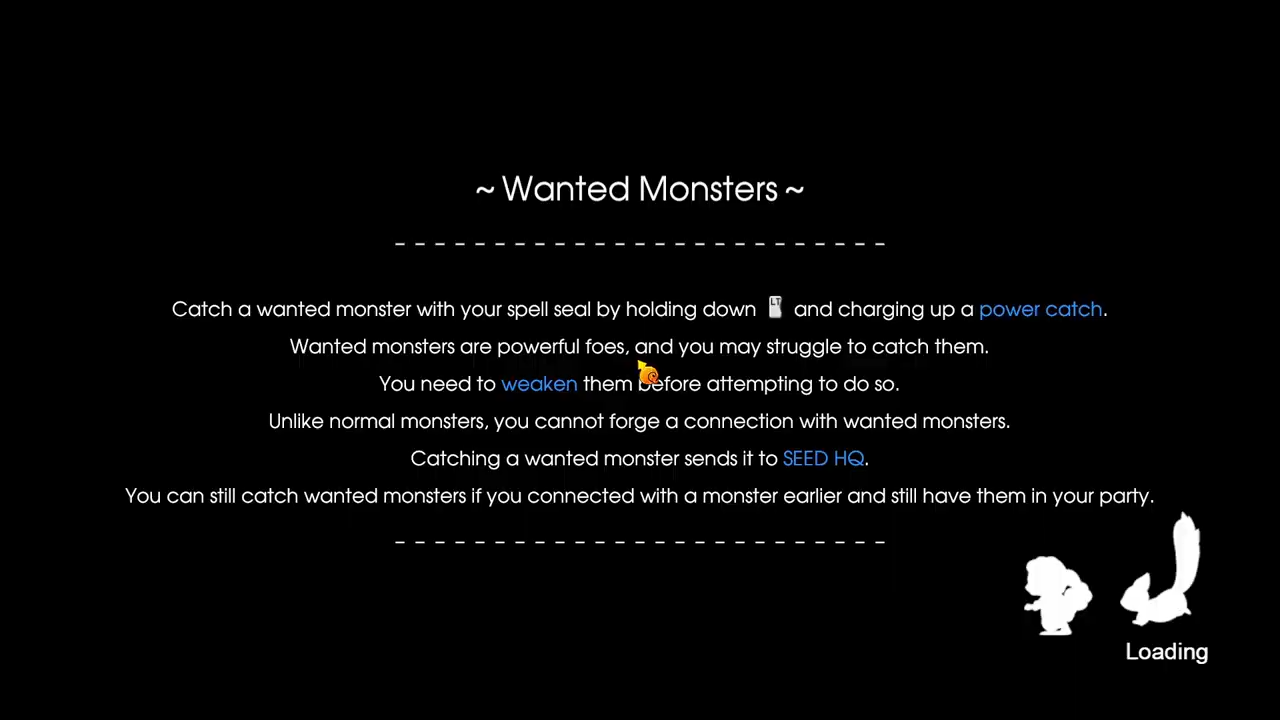 ~ Wanted Monsters ~
- - - - - - - - - - - - - - - - - - - - - - - - -
Catch a wanted monster with your spell seal by holding down LT and charging up a power catch.
Wanted monsters are powerful foes, and you may struggle to catch them.
You need to weaken them before attempting to do so.
Unlike normal monsters, you cannot forge a connection with wanted monsters.
Catching a wanted monster sends it to SEED HQ.
You can still catch wanted monsters if you connected with a monster earlier and still have them in your party.
- - - - - - - - - - - - - - - - - - - - - - - - -
Loading